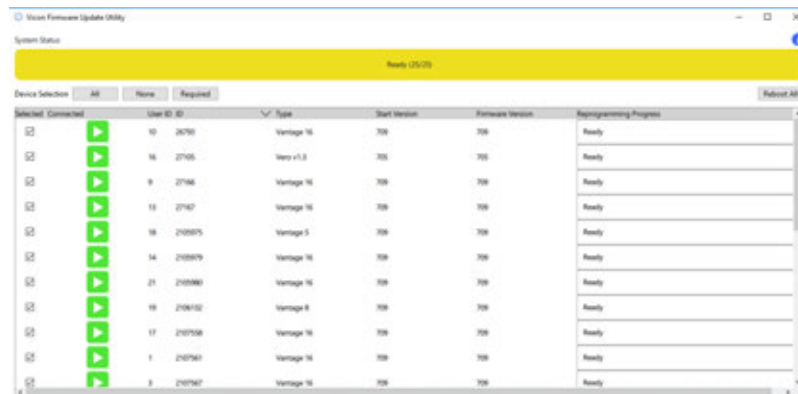 Vicon Firmware Update Utility
System Status
Ready (25/25)
Device Selection All None Required Reboot All
Selected Connected User ID ID Type Start Version Firmware Version Reprogramming Progress
10 26793 Vantage 16 709 709 Ready
16 27105 Vero v1.3 705 705 Ready
9 27166 Vantage 16 709 709 Ready
13 27167 Vantage 16 709 709 Ready
18 2105975 Vantage 5 709 709 Ready
14 2105979 Vantage 16 709 709 Ready
21 2105980 Vantage 16 709 709 Ready
19 2106132 Vantage 8 709 709 Ready
17 2107558 Vantage 16 709 709 Ready
1 2107561 Vantage 16 709 709 Ready
3 2107567 Vantage 16 709 709 Ready